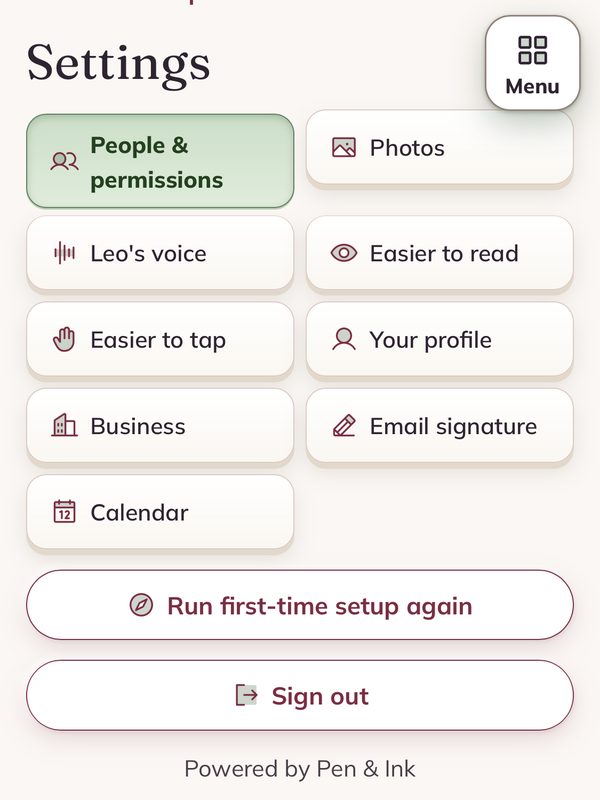 Settings
Menu
People &
permissions
Photos
Leo's voice
Easier to read
Easier to tap
Your profile
Business
Email signature
12
Calendar
Run first-time setup again
Sign out
Powered by Pen & Ink